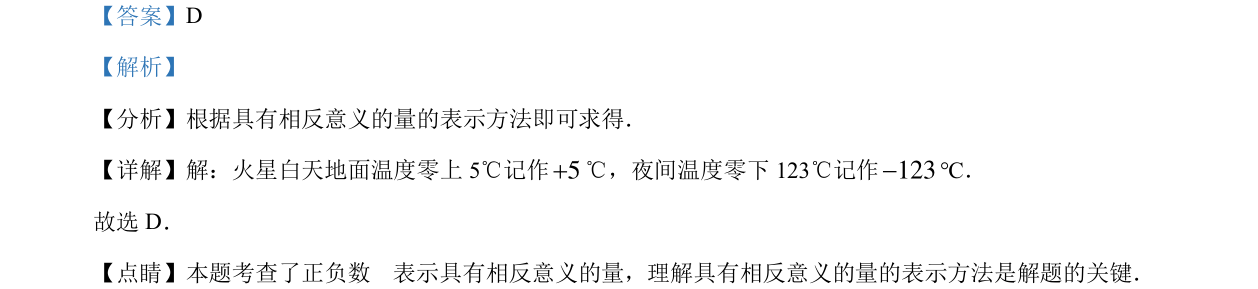 【答案】D
【解析】
【分析】根据具有相反意义的量的表示方法即可求得．
【详解】解：火星白天地面温度零上 5℃记作+5 ℃，夜间温度零下 123℃记作−123 ℃．
故选 D．
【点睛】本题考查了正负数　表示具有相反意义的量，理解具有相反意义的量的表示方法是解题的关键．